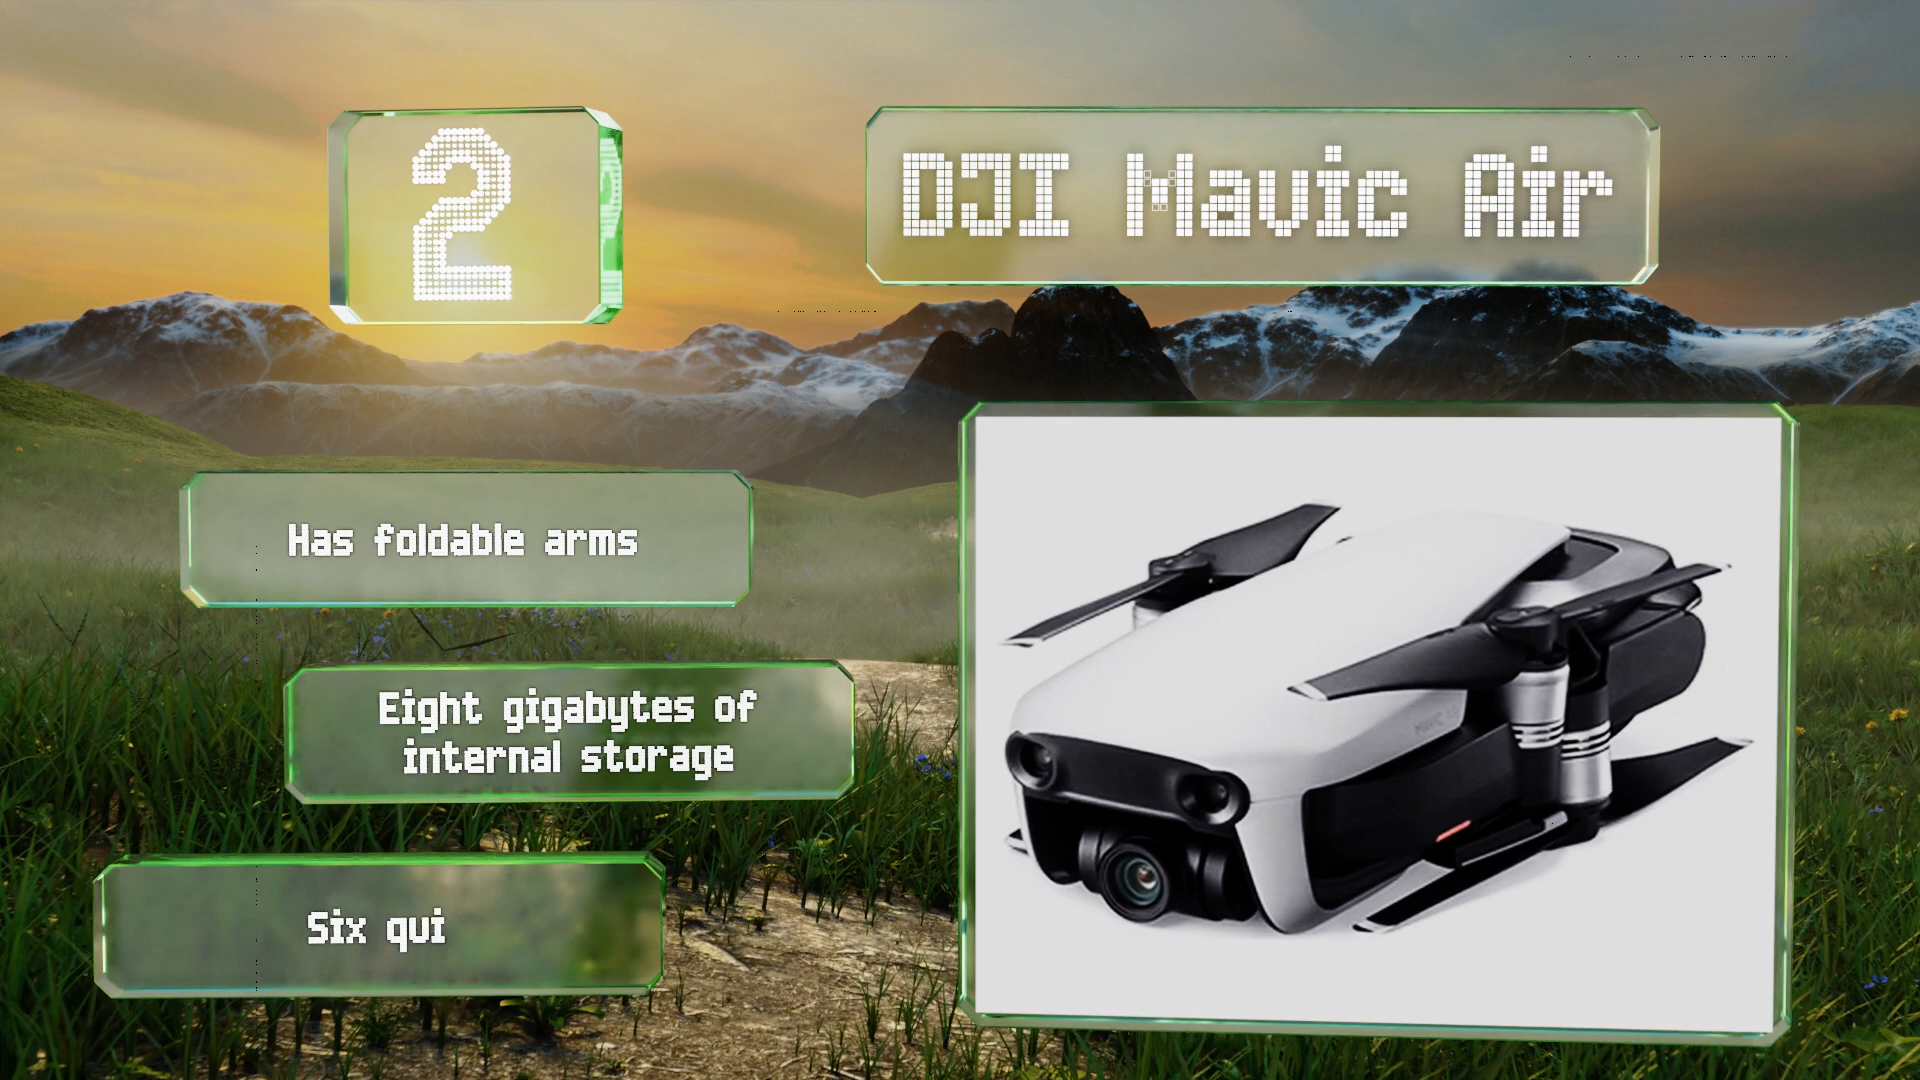 2
DJI Mavic Air
Has foldable arms
Eight gigabytes of
internal storage
Six qui